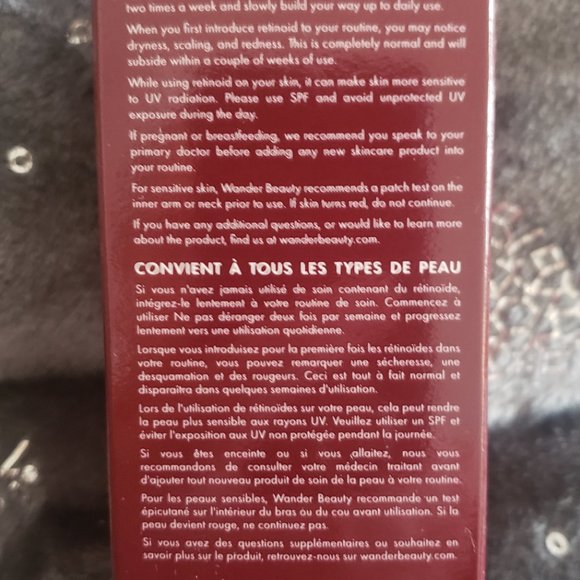 two times a week and slowly build your way up to daily use.
When you first introduce retinoid to your routine, you may notice
dryness, scaling, and redness. This is completely normal and will
subside within a couple of weeks of use.
While using retinoid on your skin, it can make skin more sensitive
to UV radiation. Please use SPF and avoid unprotected UV
exposure during the day.
If pregnant or breastfeeding, we recommend you speak to your
primary doctor before adding any new skincare product into
your routine.
For sensitive skin, Wander Beauty recommends a patch test on the
inner arm or neck prior to use. If skin turns red, do not continue.
If you have any additional questions, or would like to learn more
about the product, find us at wanderbeauty.com.
CONVIENT À TOUS LES TYPES DE PEAU
Si vous n'avez jamais utilisé de soin contenant du rétinoïde,
intégrez-le lentement à votre routine de soin. Commencez à
utiliser Ne pas déranger deux fois par semaine et progressez
lentement vers une utilisation quotidienne.
Lorsque vous introduisez pour la première fois les rétinoïdes dans
votre routine, vous pouvez remarquer une sécheresse, une
desquamation et des rougeurs. Ceci est tout à fait normal et
disparaîtra dans quelques semaines d'utilisation.
Lors de l'utilisation de rétinoïdes sur votre peau, cela peut rendre
la peau plus sensible aux rayons UV. Veuillez utiliser un SPF et
éviter l'exposition aux UV non protégée pendant la journée.
Si vous êtes enceinte ou si vous allaitez, nous vous
recommandons de consulter votre médecin traitant avant
d'ajouter tout nouveau produit de soin de la peau à votre routine.
Pour les peaux sensibles, Wander Beauty recommande un test
épicutané sur l'intérieur du bras ou du cou avant utilisation. Si la
peau devient rouge, ne continuez pas.
Si vous avez des questions supplémentaires ou souhaitez en
savoir plus sur le produit, retrouvez-nous sur wanderbeauty.com.